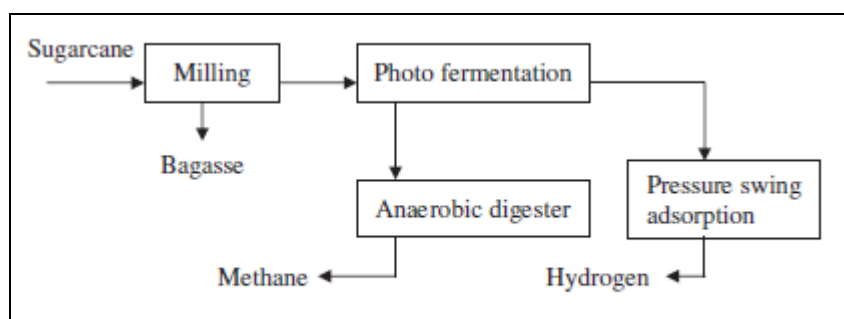 Sugarcane
Milling
Photo fermentation
Bagasse
Pressure swing
adsorption
Anaerobic digester
Methane
Hydrogen